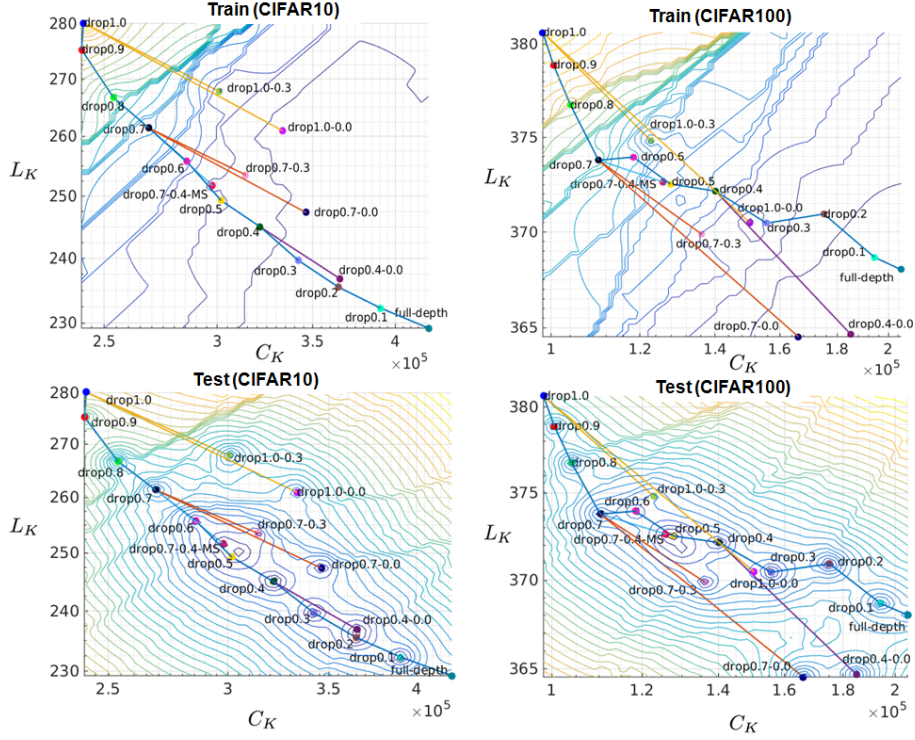 Train (CIFAR10)
280
270
260
250
240
230
L_K
drop1.0
drop0.9
drop0.8
drop1.0-0.3
drop0.7
drop1.0-0.0
drop0.6
drop0.7-0.3
drop0.7-0.4-MS
drop0.5
drop0.7-0.0
drop0.4
drop0.3
drop0.4-0.0
drop0.2
drop0.1
full-depth
2.5
3
3.5
4
C_K
×10^5
Train (CIFAR100)
380
375
370
365
L_K
drop1.0
drop0.9
drop0.8
drop1.0-0.3
drop0.6
drop0.7
drop0.7-0.4-MS
drop0.5
drop0.4
drop1.0-0.0
drop0.2
drop0.3
drop0.7-0.3
drop0.1
full-depth
drop0.7-0.0
drop0.4-0.0
1
1.2
1.4
1.6
1.8
2
C_K
×10^5
Test (CIFAR10)
280
270
260
250
240
230
L_K
drop1.0
drop0.9
drop1.0-0.3
drop0.8
drop0.7
drop1.0-0.0
drop0.6
drop0.7-0.3
drop0.7-0.4-MS
drop0.5
drop0.7-0.0
drop0.4
drop0.3
drop0.4-0.0
drop0.2
drop0.1
full-depth
2.5
3
3.5
4
C_K
×10^5
Test (CIFAR100)
380
375
370
365
L_K
drop1.0
drop0.9
drop0.8
drop1.0-0.3
drop0.6
drop0.7
drop0.5
drop0.7-0.4-MS
drop0.4
drop0.3
drop0.2
drop1.0-0.0
drop0.7-0.3
drop0.1
full-depth
drop0.7-0.0
drop0.4-0.0
1
1.2
1.4
1.6
1.8
2
C_K
×10^5